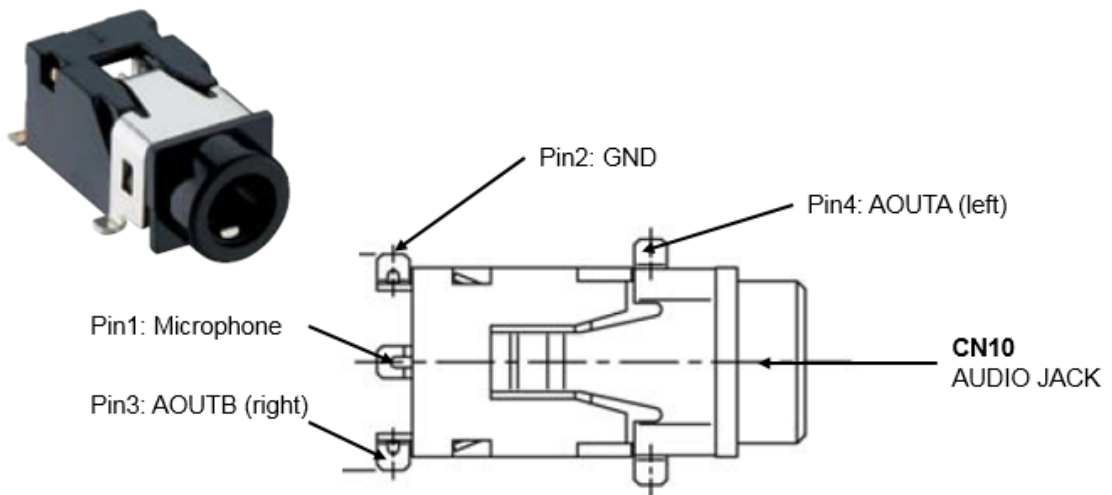 Pin2: GND
Pin4: AOUTA (left)
Pin1: Microphone
CN10
AUDIO JACK
Pin3: AOUTB (right)